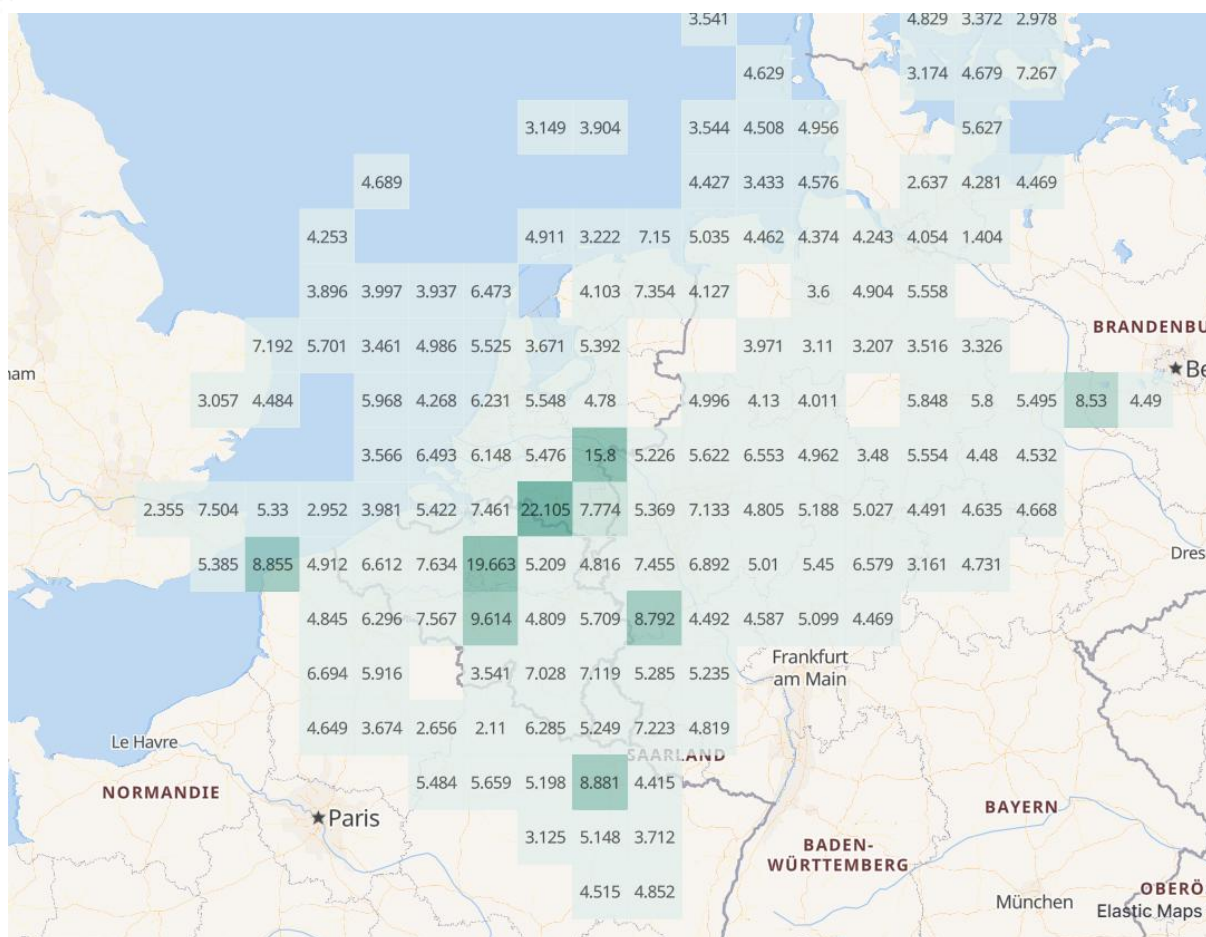 3.541 4.829 3.372 2.978
4.629 3.174 4.679 7.267
3.149 3.904 3.544 4.508 4.956 5.627
4.689 4.427 3.433 4.576 2.637 4.281 4.469
4.253 4.911 3.222 7.15 5.035 4.462 4.374 4.243 4.054 1.404
3.896 3.997 3.937 6.473 4.103 7.354 4.127 3.6 4.904 5.558
BRANDENBU
7.192 5.701 3.461 4.986 5.525 3.671 5.392 3.971 3.11 3.207 3.516 3.326
am Be
3.057 4.484 5.968 4.268 6.231 5.548 4.78 4.996 4.13 4.011 5.848 5.8 5.495 8.53 4.49
3.566 6.493 6.148 5.476 15.8 5.226 5.622 6.553 4.962 3.48 5.554 4.48 4.532
2.355 7.504 5.33 2.952 3.981 5.422 7.461 22.105 7.774 5.369 7.133 4.805 5.188 5.027 4.491 4.635 4.668
Dres
5.385 8.855 4.912 6.612 7.634 19.663 5.209 4.816 7.455 6.892 5.01 5.45 6.579 3.161 4.731
4.845 6.296 7.567 9.614 4.809 5.709 8.792 4.492 4.587 5.099 4.469
Frankfurt
am Main
6.694 5.916 3.541 7.028 7.119 5.285 5.235
4.649 3.674 2.656 2.11 6.285 5.249 7.223 4.819
Le Havre
SAARLAND
5.484 5.659 5.198 8.881 4.415
NORMANDIE
BAYERN
Paris
3.125 5.148 3.712
BADEN-
WÜRTTEMBERG
4.515 4.852
OBERÖ
München
Elastic Maps